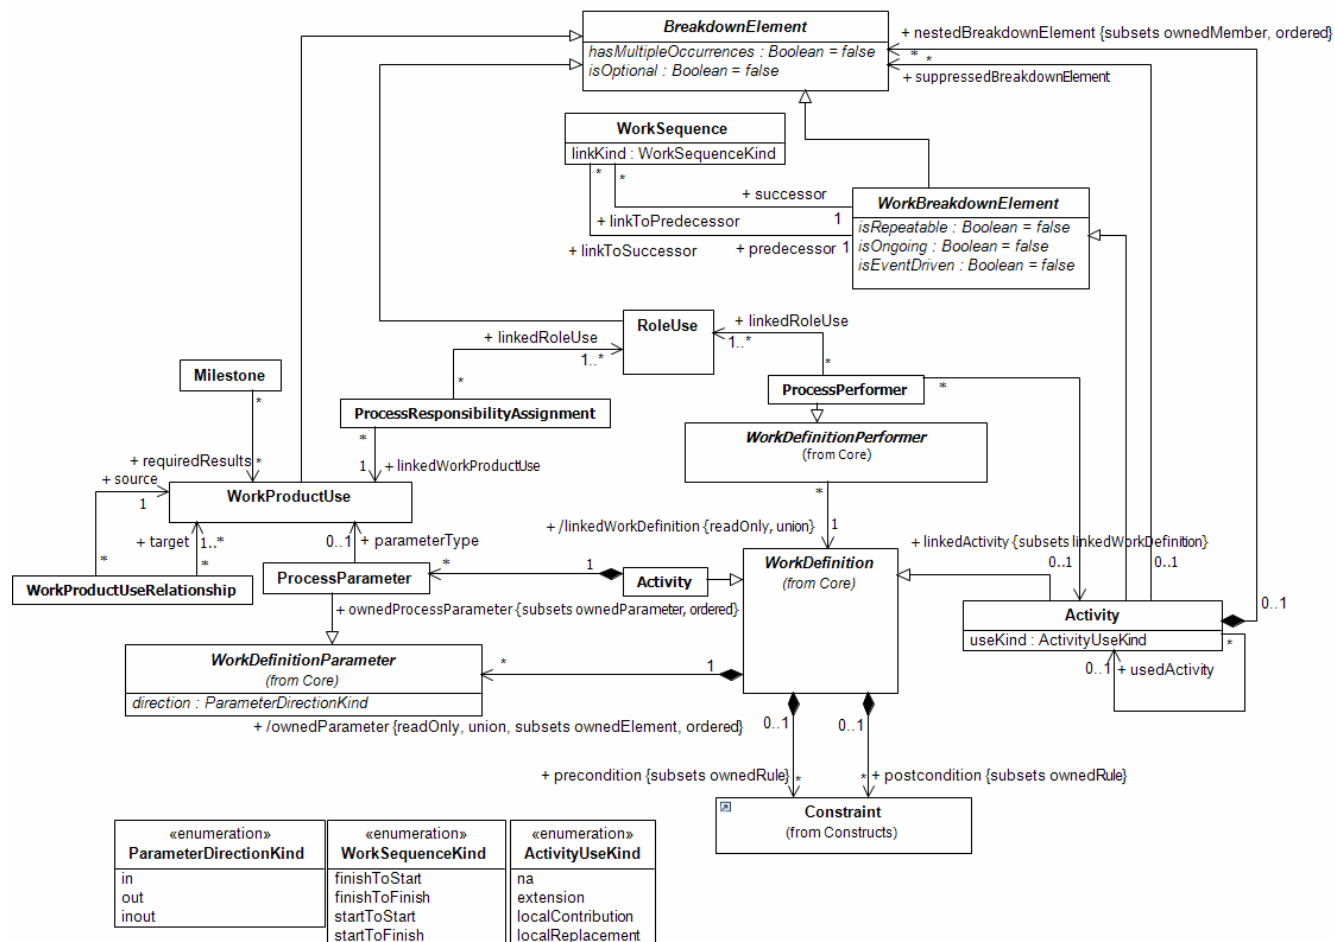 BreakdownElement
hasMultipleOccurrences : Boolean = false
isOptional : Boolean = false
+ nestedBreakdownElement {subsets ownedMember, ordered}
*
*
+ suppressedBreakdownElement
WorkSequence
linkKind : WorkSequenceKind
*
*
+ successor
1
+ linkToPredecessor
+ linkToSuccessor
+ predecessor 1
WorkBreakdownElement
isRepeatable : Boolean = false
isOngoing : Boolean = false
isEventDriven : Boolean = false
RoleUse
+ linkedRoleUse
1..*
*
+ linkedRoleUse
1..*
*
Milestone
*
ProcessResponsibilityAssignment
*
ProcessPerformer
*
WorkDefinitionPerformer
(from Core)
*
+ requiredResults *
1 + linkedWorkProductUse
+ source
1
WorkProductUse
+ /linkedWorkDefinition {readOnly, union}
1
+ target
1..*
*
*
0..1
+ parameterType
+ linkedActivity {subsets linkedWorkDefinition}
0..1
0..1
WorkProductUseRelationship
ProcessParameter
*
1
Activity
WorkDefinition
(from Core)
+ ownedProcessParameter {subsets ownedParameter, ordered}
Activity
useKind : ActivityUseKind
0..1
*
0..1
+ usedActivity
WorkDefinitionParameter
(from Core)
direction : ParameterDirectionKind
*
1
+ /ownedParameter {readOnly, union, subsets ownedElement, ordered}
0..1
0..1
+ precondition {subsets ownedRule}
*
*
+ postcondition {subsets ownedRule}
Constraint
(from Constructs)
«enumeration»
ParameterDirectionKind
in
out
inout
«enumeration»
WorkSequenceKind
finishToStart
finishToFinish
startToStart
startToFinish
«enumeration»
ActivityUseKind
na
extension
localContribution
localReplacement